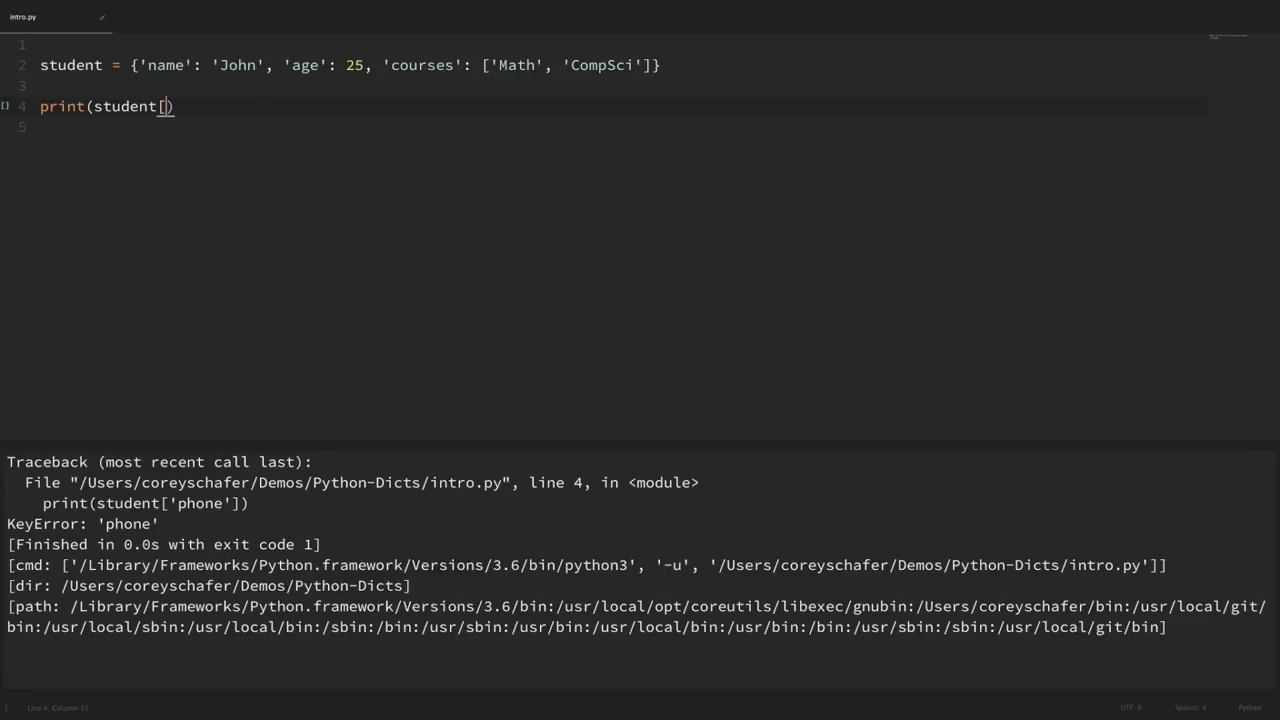 intro.py
1
2 student = {'name': 'John', 'age': 25, 'courses': ['Math', 'CompSci']}
3
[] 4 print(student[)
5
Traceback (most recent call last):
File "/Users/coreyschafer/Demos/Python-Dicts/intro.py", line 4, in <module>
print(student['phone'])
KeyError: 'phone'
[Finished in 0.0s with exit code 1]
[cmd: ['/Library/Frameworks/Python.framework/Versions/3.6/bin/python3', '-u', '/Users/coreyschafer/Demos/Python-Dicts/intro.py']]
[dir: /Users/coreyschafer/Demos/Python-Dicts]
[path: /Library/Frameworks/Python.framework/Versions/3.6/bin:/usr/local/opt/coreutils/libexec/gnubin:/Users/coreyschafer/bin:/usr/local/git/
bin:/usr/local/sbin:/usr/local/bin:/sbin:/bin:/usr/sbin:/usr/bin:/usr/local/bin:/usr/bin:/bin:/usr/sbin:/sbin:/usr/local/git/bin]
Line 4, Column 15 UTF-8 Spaces: 4 Python